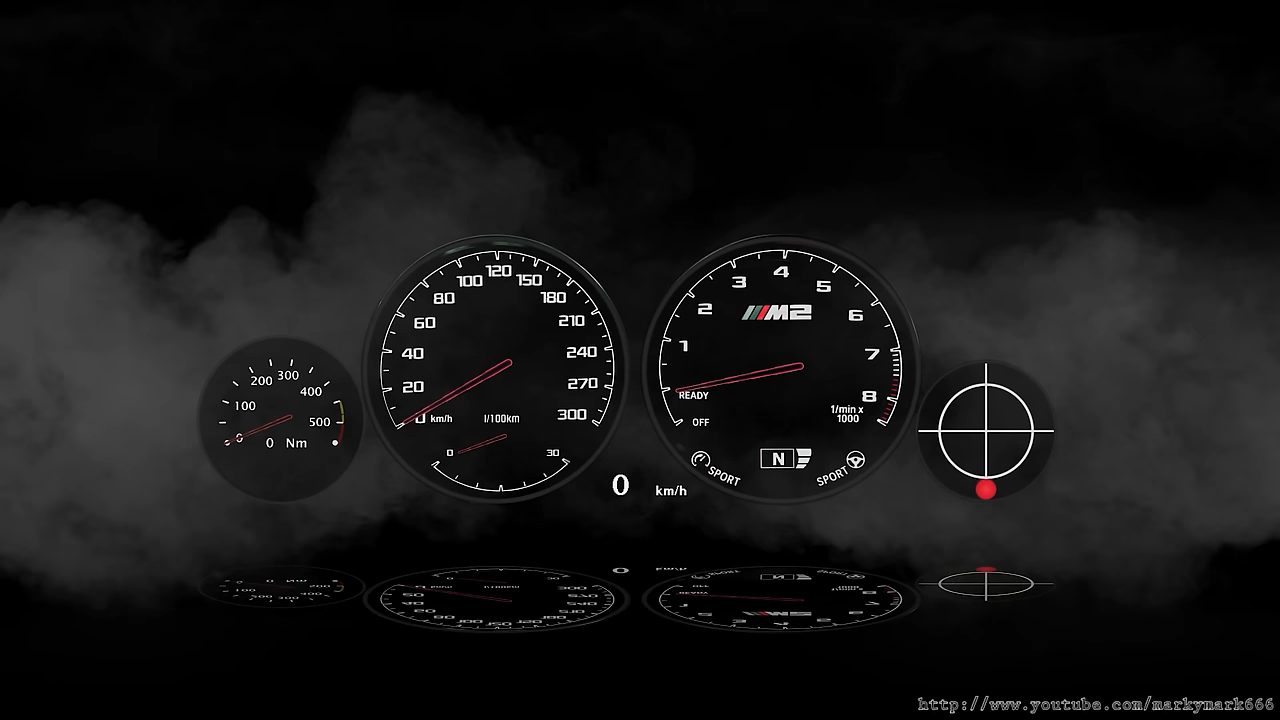 200 300
100
400
500
0
0 Nm
120
100
150
80
180
60
210
40
240
20
270
300
0 km/h
l/100km
0
30
4
3
5
2
M2
6
1
7
READY
8
1/min x
1000
OFF
N
SPORT
SPORT
0 km/h
http://www.youtube.com/markymark666